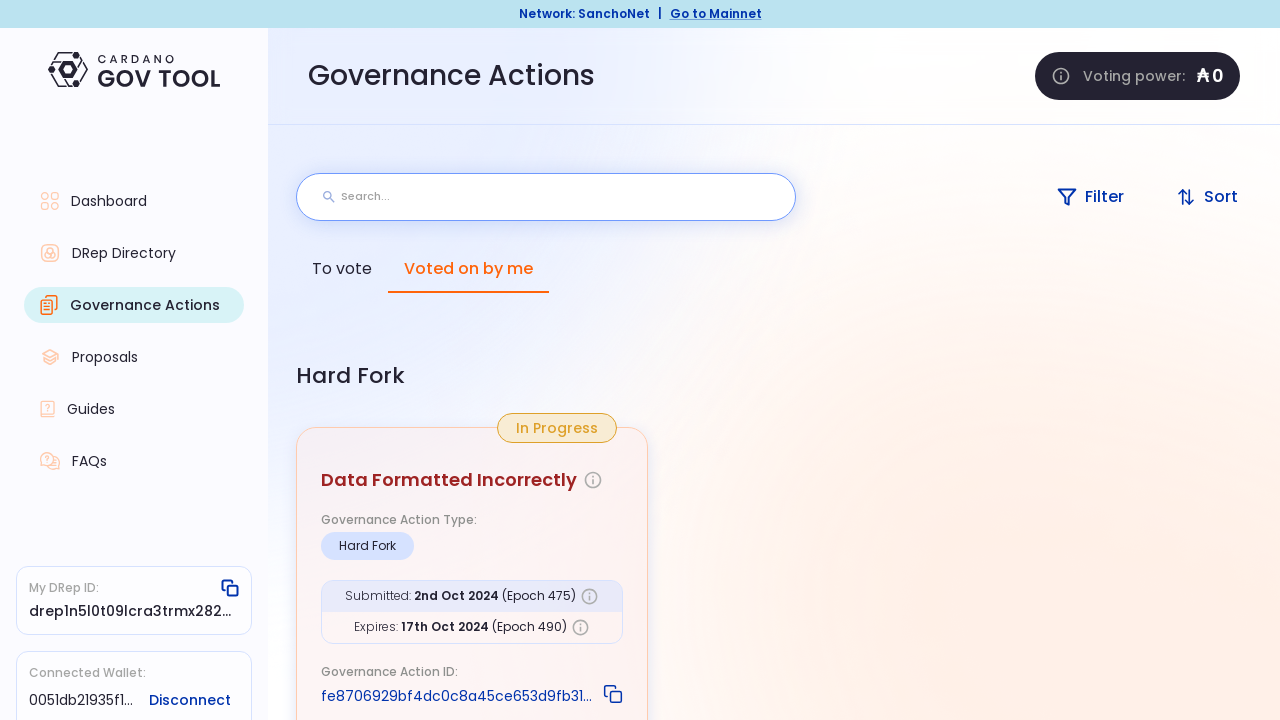 Network: SanchoNet | Go to Mainnet
CARDANO
GOV TOOL
Governance Actions
Voting power: ₳ 0
Dashboard
DRep Directory
Governance Actions
Proposals
Guides
FAQs
My DRep ID:
drep1n5l0t09lcra3trmx282...
Connected Wallet:
0051db21935f1... Disconnect
Search...
Filter
Sort
To vote
Voted on by me
Hard Fork
In Progress
Data Formatted Incorrectly
Governance Action Type:
Hard Fork
Submitted: 2nd Oct 2024 (Epoch 475)
Expires: 17th Oct 2024 (Epoch 490)
Governance Action ID:
fe8706929bf4dc0c8a45ce653d9fb31...